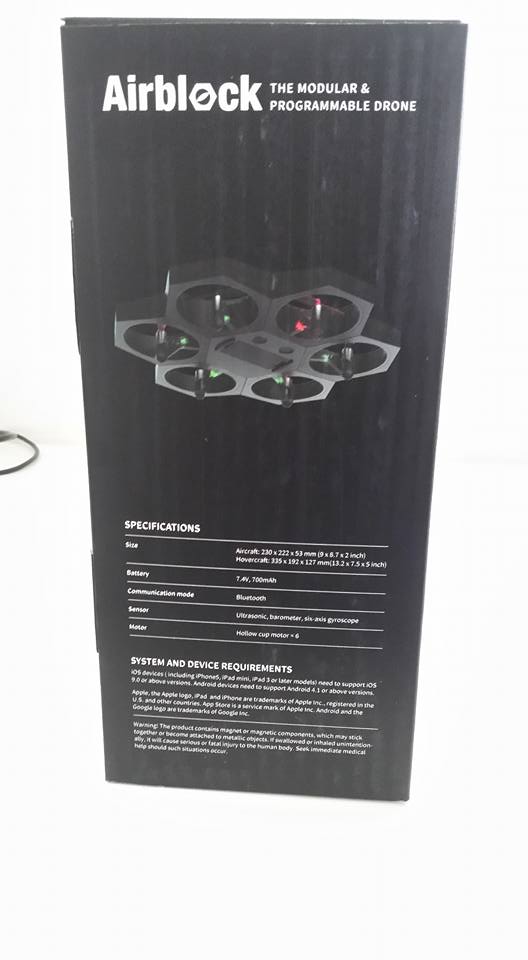 Airblock THE MODULAR &
PROGRAMMABLE DRONE
SPECIFICATIONS
Size Aircraft: 230 x 222 x 53 mm (9 x 8.7 x 2 inch)
Hovercraft: 335 x 192 x 127 mm(13.2 x 7.5 x 5 inch)
Battery 7.4V, 700mAh
Communication mode Bluetooth
Sensor Ultrasonic, barometer, six-axis gyroscope
Motor Hollow cup motor × 6
SYSTEM AND DEVICE REQUIREMENTS
iOS devices ( including iPhone5, iPad mini, iPad 3 or later models) need to support iOS
9.0 or above versions. Android devices need to support Android 4.1 or above versions.
Apple, the Apple logo, iPad and iPhone are trademarks of Apple Inc., registered in the
U.S. and other countries. App Store is a service mark of Apple Inc. Android and the
Google logo are trademarks of Google Inc.
Warning: The product contains magnet or magnetic components, which may stick
together or become attached to metallic objects. If swallowed or inhaled unintention-
ally, it will cause serious or fatal injury to the human body. Seek immediate medical
help should such situations occur.